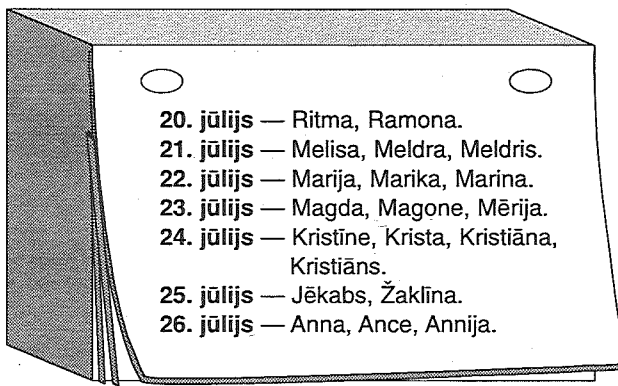 20. jūlijs — Ritma, Ramona.
21. jūlijs — Melisa, Meldra, Meldris.
22. jūlijs — Marija, Marika, Marina.
23. jūlijs — Magda, Magone, Mērija.
24. jūlijs — Kristīne, Krista, Kristiāna,
Kristiāns.
25. jūlijs — Jēkabs, Žaklīna.
26. jūlijs — Anna, Ance, Annija.